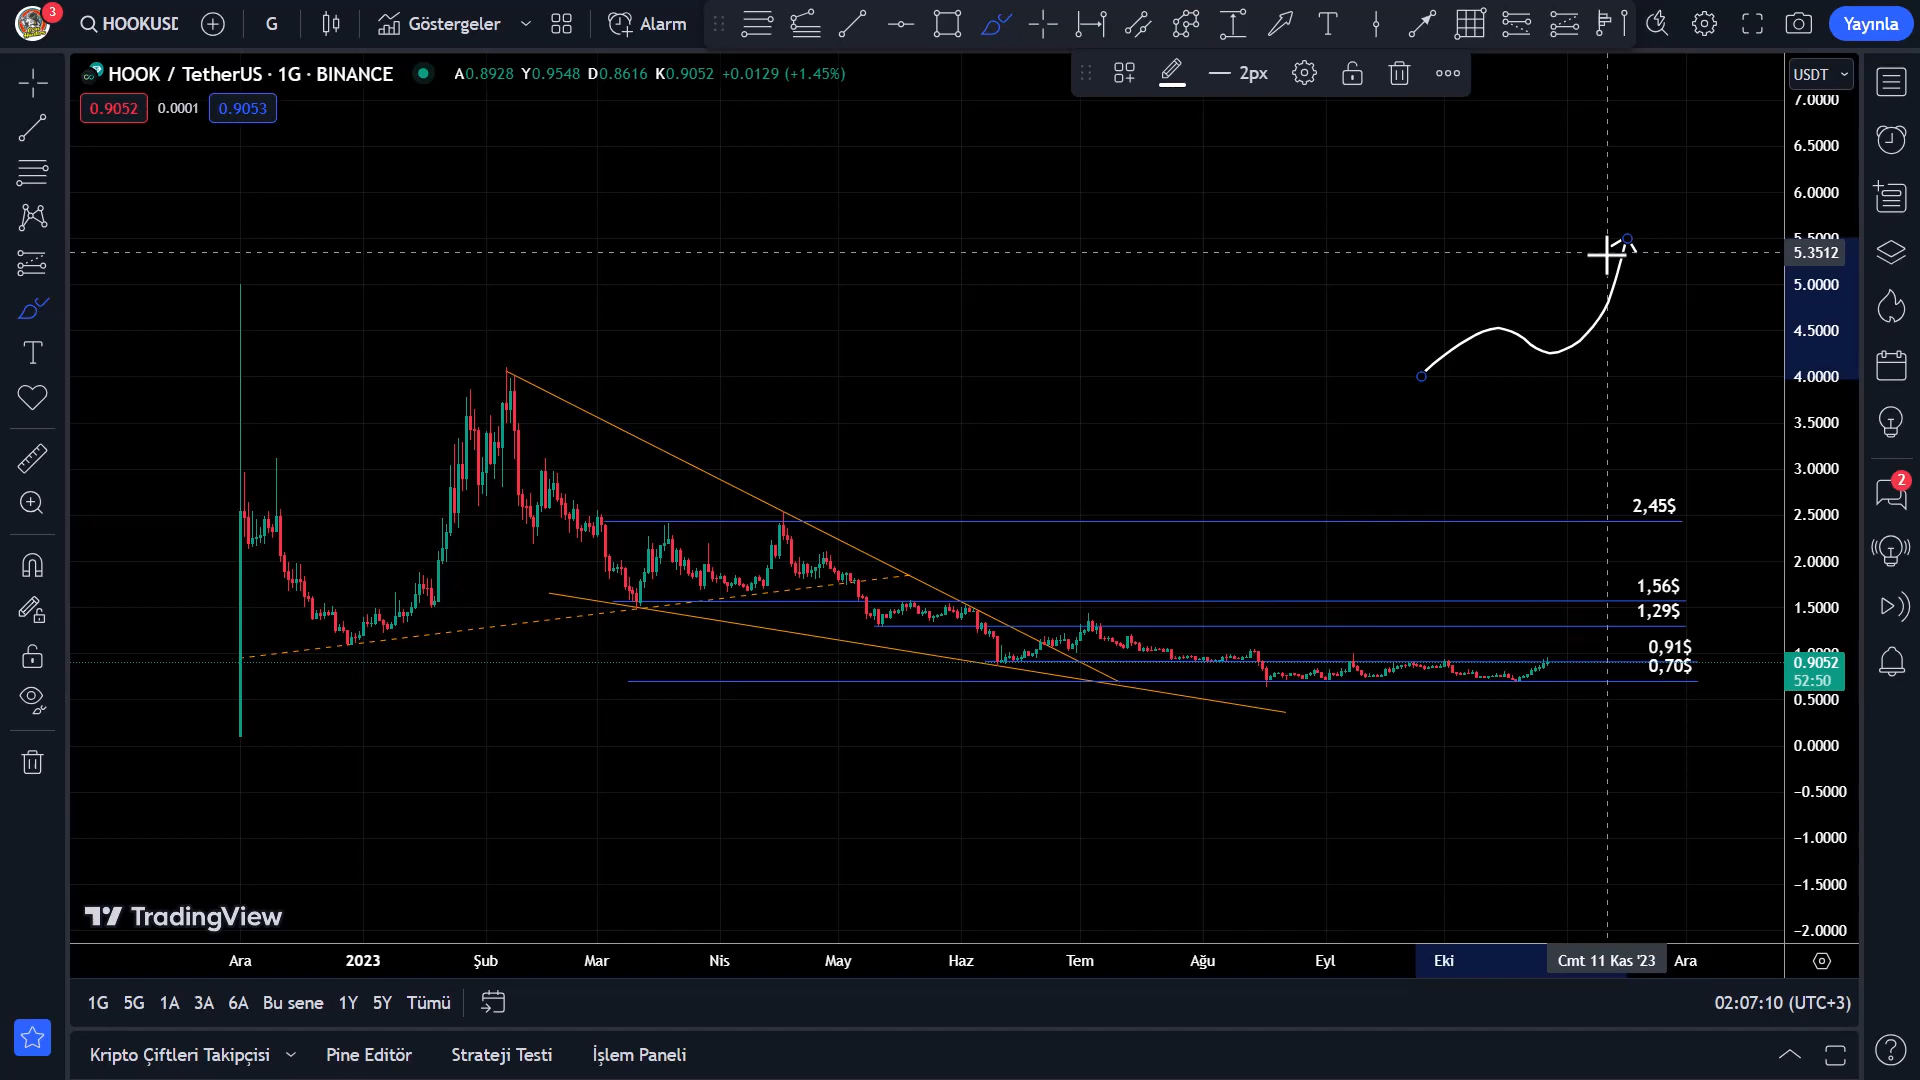 3
HOOKUSD
G
Göstergeler
Alarm
Yayınla
HOOK / TetherUS · 1G · BINANCE
A0.8928 Y0.9548 D0.8616 K0.9052 +0.0129 (+1.45%)
2px
USDT
0.9052
0.0001
0.9053
7.0000
6.5000
6.0000
5.3512
5.0000
4.5000
4.0000
3.5000
3.0000
2.5000
2.0000
1.5000
0.9052
52:50
0.5000
0.0000
−0.5000
−1.0000
−1.5000
−2.0000
2,45$
1,56$
1,29$
0,91$
0,70$
2
TradingView
Ara
2023
Şub
Mar
Nis
May
Haz
Tem
Ağu
Eyl
Eki
Cmt 11 Kas '23
Ara
1G 5G 1A 3A 6A Bu sene 1Y 5Y Tümü
02:07:10 (UTC+3)
Kripto Çiftleri Takipçisi
Pine Editör
Strateji Testi
İşlem Paneli